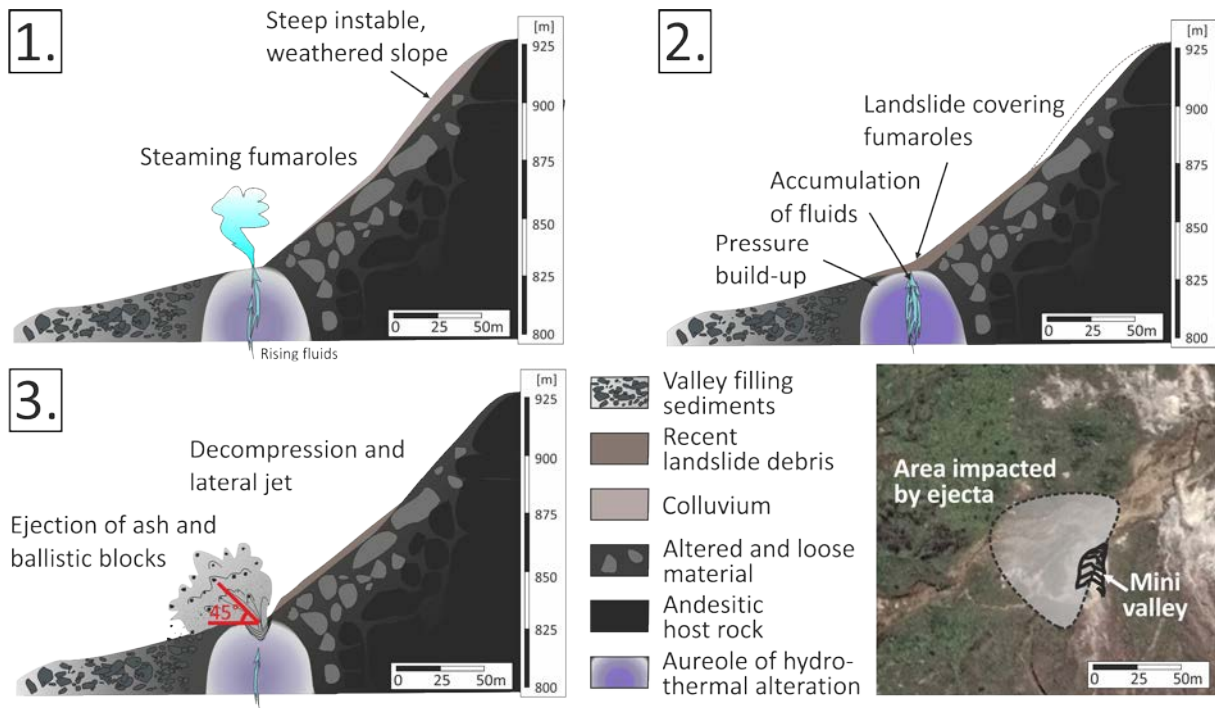 1.
Steep instable,
weathered slope
Steaming fumaroles
Rising fluids
[m]
925
900
875
850
825
800
0 25 50m
2.
Landslide covering
fumaroles
Accumulation
of fluids
Pressure
build-up
[m]
925
900
875
850
825
800
0 25 50m
3.
Decompression and
lateral jet
Ejection of ash and
ballistic blocks
45°
[m]
925
900
875
850
825
800
0 25 50m
Valley filling
sediments
Recent
landslide debris
Colluvium
Altered and loose
material
Andesitic
host rock
Aureole of hydro-
thermal alteration
Area impacted
by ejecta
Mini
valley
0 25 50m